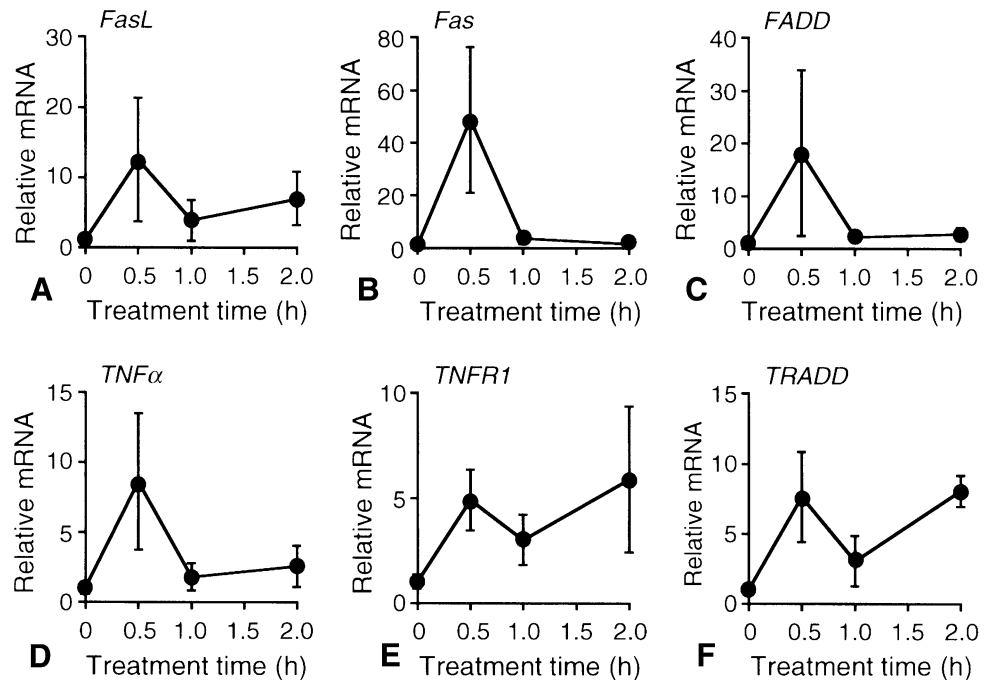 FasL
30
20
10
0
Relative mRNA
0 0.5 1.0 1.5 2.0
A Treatment time (h)
Fas
80
60
40
20
0
Relative mRNA
0 0.5 1.0 1.5 2.0
B Treatment time (h)
FADD
40
30
20
10
0
Relative mRNA
0 0.5 1.0 1.5 2.0
C Treatment time (h)
TNFα
15
10
5
0
Relative mRNA
0 0.5 1.0 1.5 2.0
D Treatment time (h)
TNFR1
10
5
0
Relative mRNA
0 0.5 1.0 1.5 2.0
E Treatment time (h)
TRADD
15
10
5
0
Relative mRNA
0 0.5 1.0 1.5 2.0
F Treatment time (h)